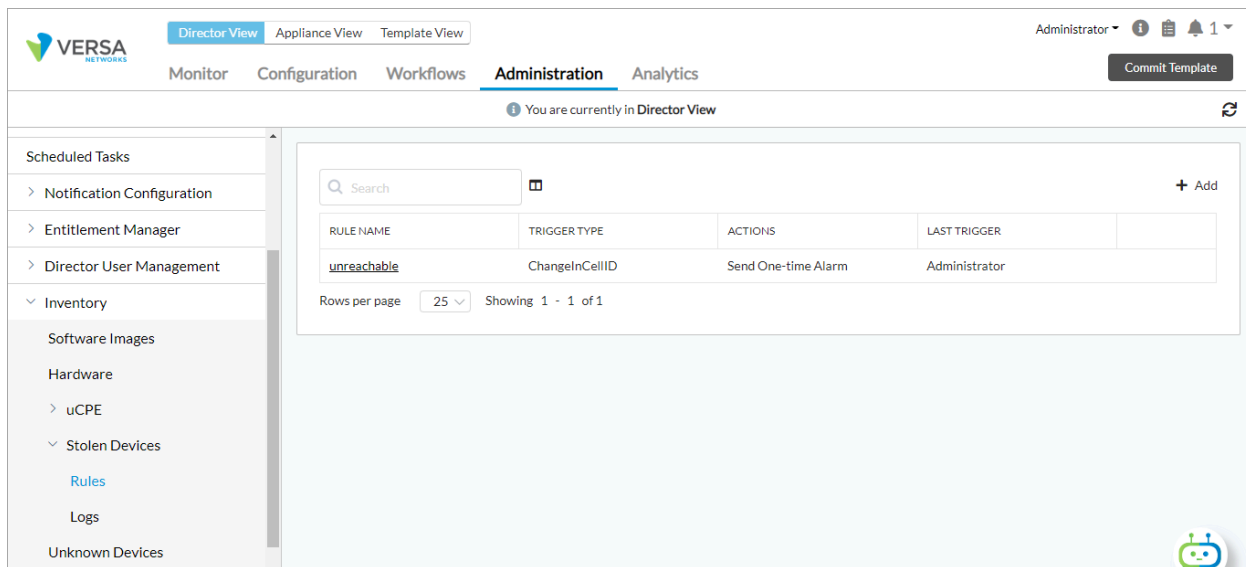 Director View Appliance View Template View Administrator 1
VERSA
NETWORKS
Monitor Configuration Workflows Administration Analytics Commit Template
You are currently in Director View
Scheduled Tasks
Notification Configuration
Entitlement Manager
Director User Management
Inventory
Software Images
Hardware
uCPE
Stolen Devices
Rules
Logs
Unknown Devices
Search + Add
RULE NAME TRIGGER TYPE ACTIONS LAST TRIGGER
unreachable ChangeInCellID Send One-time Alarm Administrator
Rows per page 25 Showing 1 - 1 of 1